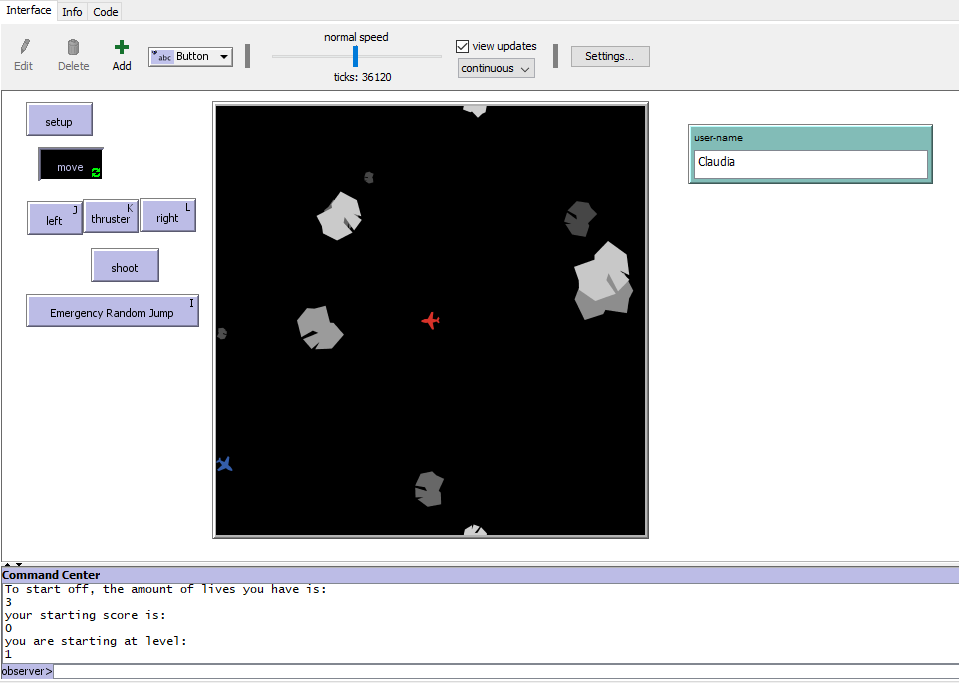 Interface Info Code
normal speed
Edit Delete Add abc Button view updates
continuous Settings...
ticks: 36120
setup
move
user-name
Claudia
J K L
left thruster right
shoot
I
Emergency Random Jump
Command Center
To start off, the amount of lives you have is:
3
your starting score is:
0
you are starting at level:
1
observer>